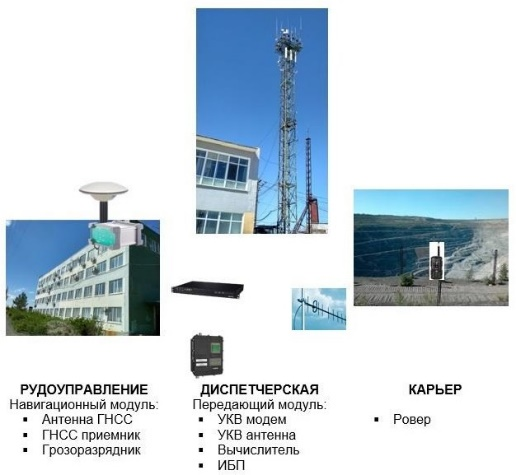 РУДОУПРАВЛЕНИЕ
Навигационный модуль:
▪ Антенна ГНСС
▪ ГНСС приемник
▪ Грозоразрядник
ДИСПЕТЧЕРСКАЯ
Передающий модуль:
▪ УКВ модем
▪ УКВ антенна
▪ Вычислитель
▪ ИБП
КАРЬЕР
▪ Ровер